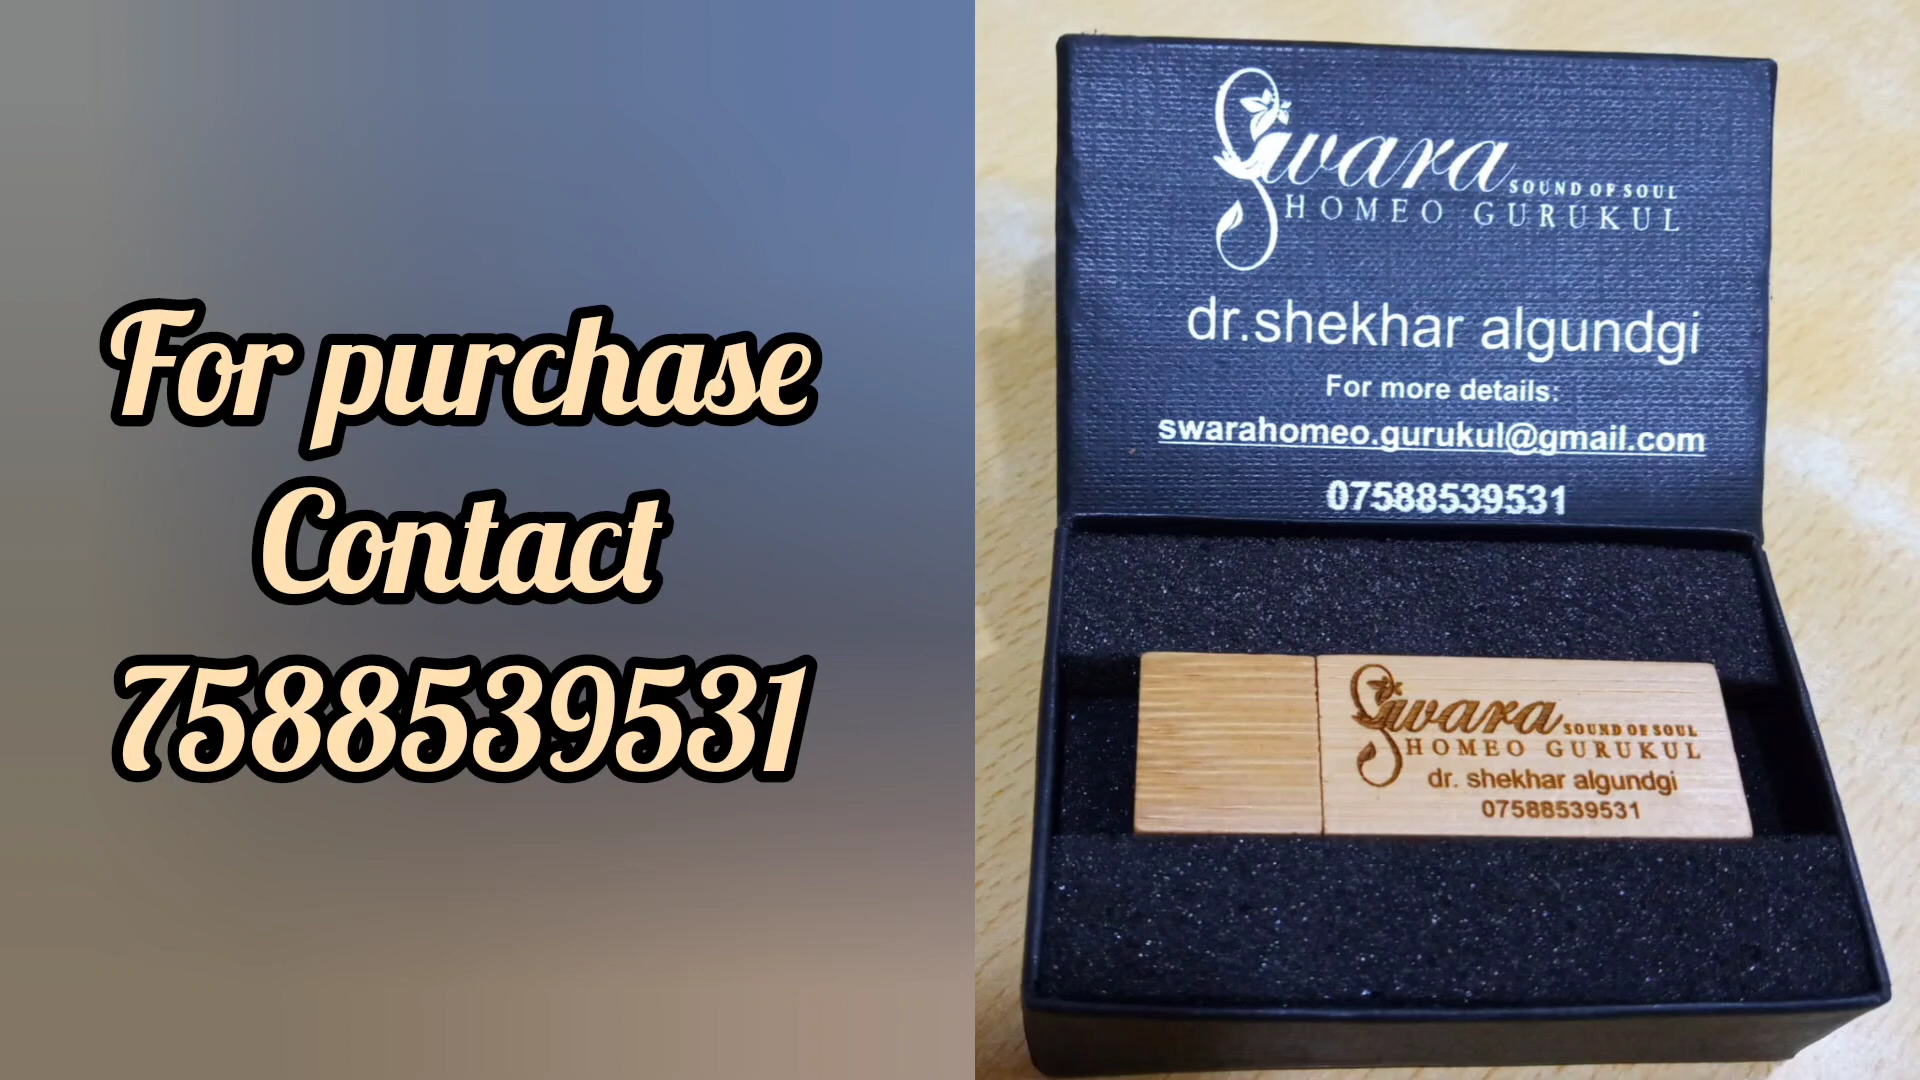 For purchase
Contact
7588539531
Swara SOUND OF SOUL
HOMEO GURUKUL
dr.shekhar algundgi
For more details:
swarahomeo.gurukul@gmail.com
07588539531
Swara SOUND OF SOUL
HOMEO GURUKUL
dr. shekhar algundgi
07588539531